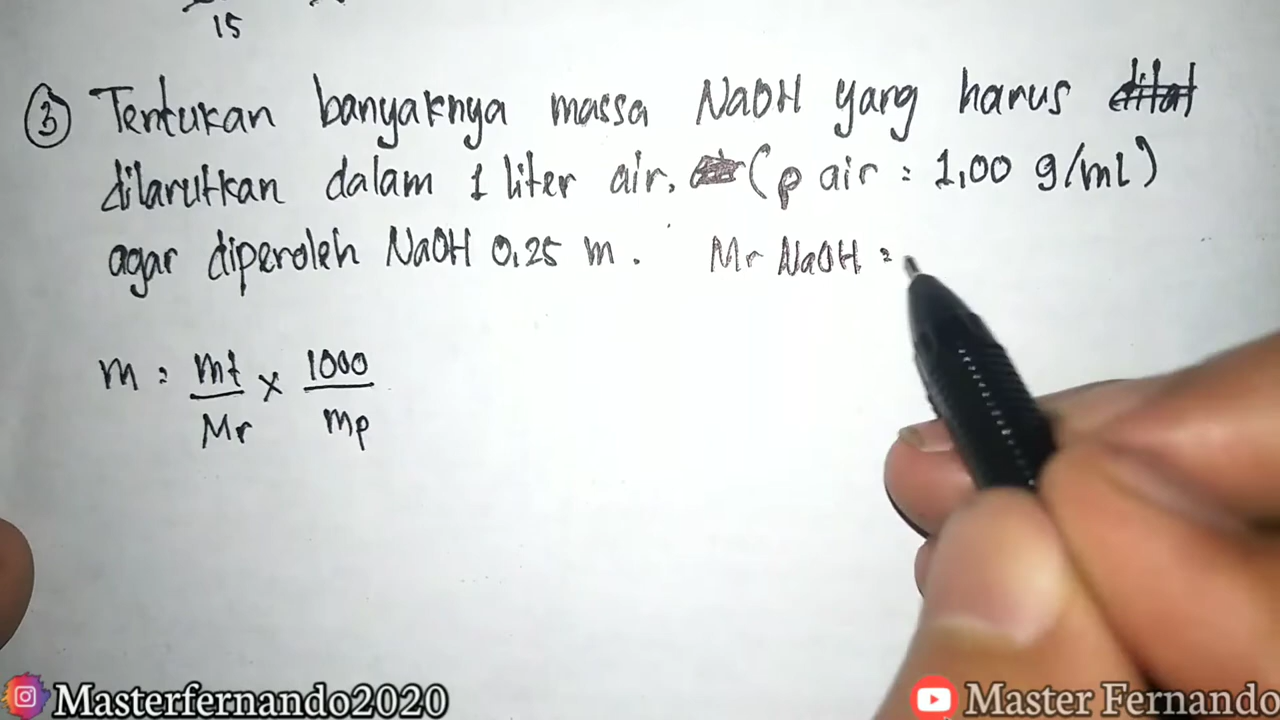 15
③ Tentukan banyaknya massa NaOH yang harus
dilarutkan dalam 1 liter air. (ρ air = 1,00 g/ml)
agar diperoleh NaOH 0.25 m. Mr NaOH =
m = mt/Mr × 1000/mp
Masterfernando2020
Master Fernando